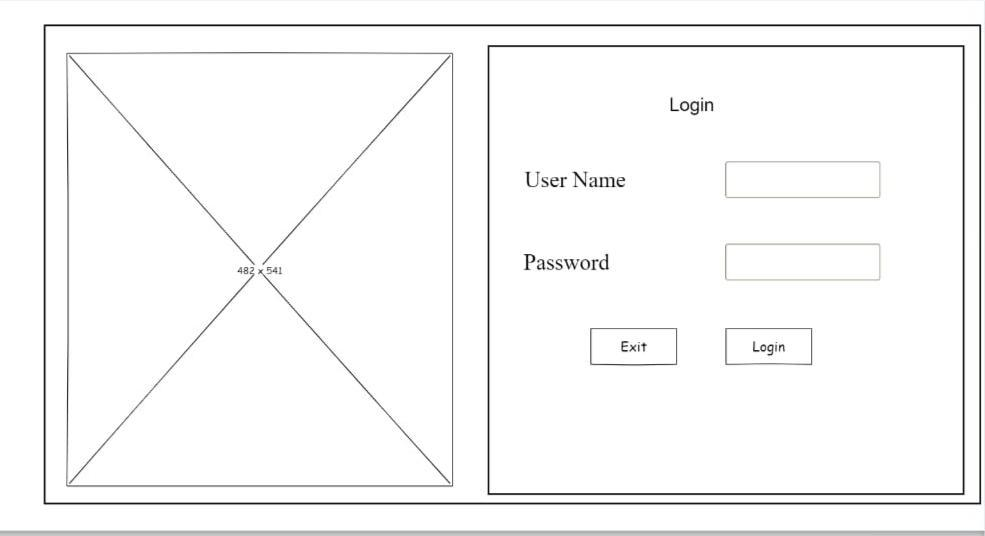 Login
User Name
Password
482 x 541
Exit
Login